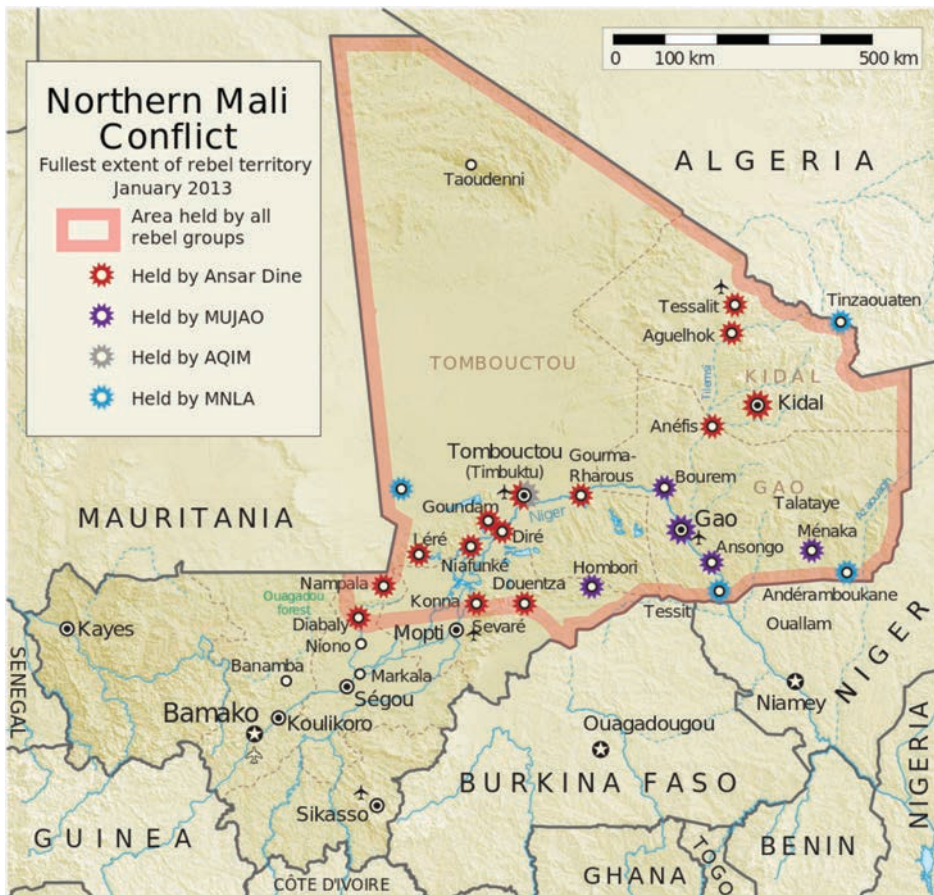 Northern Mali
Conflict
Fullest extent of rebel territory
January 2013
Area held by all
rebel groups
Held by Ansar Dine
Held by MUJAO
Held by AQIM
Held by MNLA
0 100 km 500 km
ALGERIA
Taoudenni
Tessalit
Tinzaouaten
Aguelhok
TOMBOUCTOU
Tilemsi
KIDAL
Kidal
Anéfis
Tombouctou
(Timbuktu)
Gourma-
Rharous
Bourem
GAO
Talataye
Azaouagh
MAURITANIA
Goundam
Niger
Gao
Ménaka
Léré
Diré
Ansongo
Niafunké
Nampala
Douentza
Hombori
Ouagadou
forest
Konna
Tessit
Andéramboukane
Diabaly
Mopti
Sevaré
Ouallam
Kayes
Niono
NIGER
SENEGAL
Banamba
Markala
Ségou
Niamey
Bamako
Koulikoro
Ouagadougou
BURKINA FASO
NIGERIA
Sikasso
GUINEA
BENIN
CÔTE D'IVOIRE
GHANA
TOGO